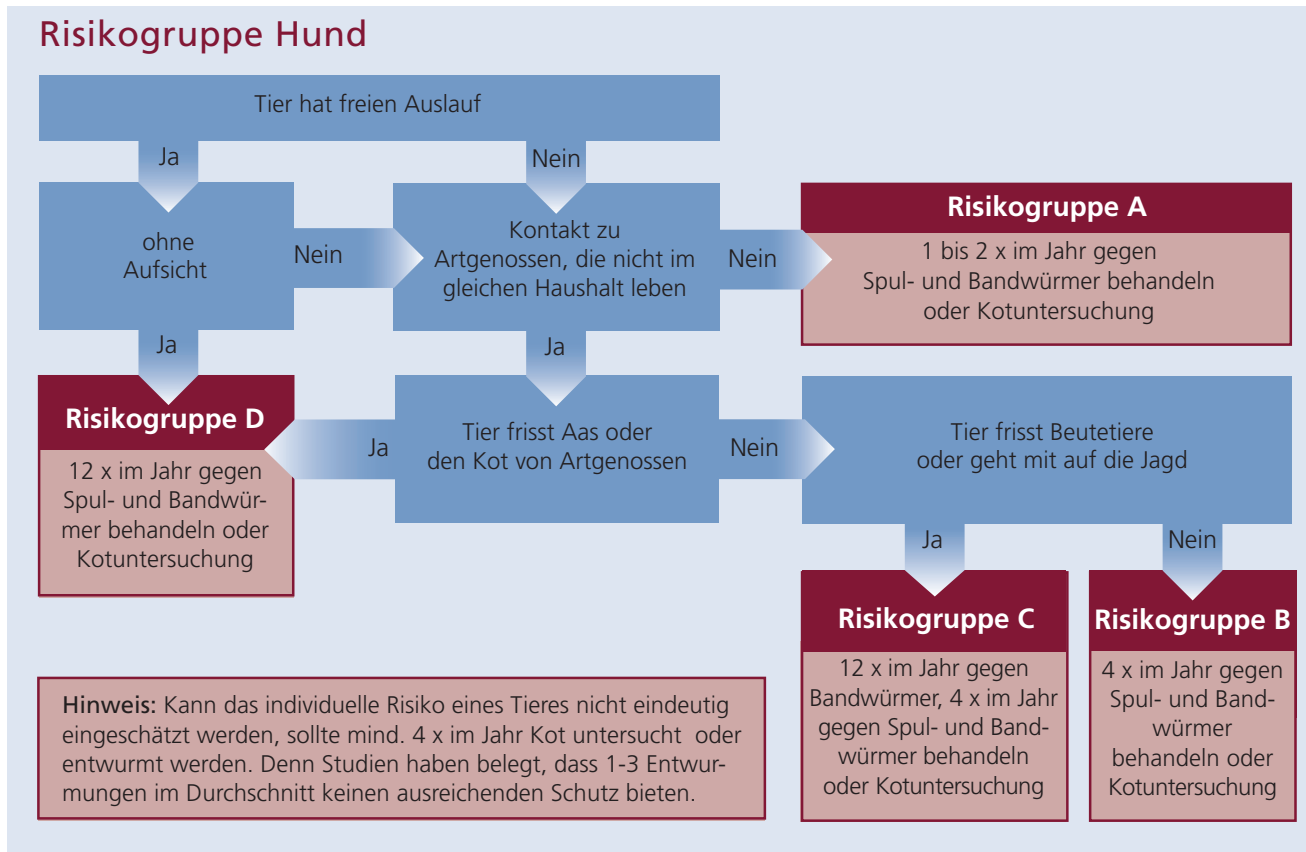 Risikogruppe Hund
Tier hat freien Auslauf
Ja
Nein
ohne
Aufsicht
Nein
Kontakt zu
Artgenossen, die nicht im
gleichen Haushalt leben
Nein
Risikogruppe A
1 bis 2 x im Jahr gegen
Spul- und Bandwürmer behandeln
oder Kotuntersuchung
Ja
Ja
Risikogruppe D
12 x im Jahr gegen
Spul- und Bandwür-
mer behandeln oder
Kotuntersuchung
Ja
Tier frisst Aas oder
den Kot von Artgenossen
Nein
Tier frisst Beutetiere
oder geht mit auf die Jagd
Ja
Nein
Risikogruppe C
12 x im Jahr gegen
Bandwürmer, 4 x im Jahr
gegen Spul- und Band-
würmer behandeln
oder Kotuntersuchung
Risikogruppe B
4 x im Jahr gegen
Spul- und Band-
würmer
behandeln oder
Kotuntersuchung
Hinweis: Kann das individuelle Risiko eines Tieres nicht eindeutig
eingeschätzt werden, sollte mind. 4 x im Jahr Kot untersucht oder
entwurmt werden. Denn Studien haben belegt, dass 1-3 Entwur-
mungen im Durchschnitt keinen ausreichenden Schutz bieten.